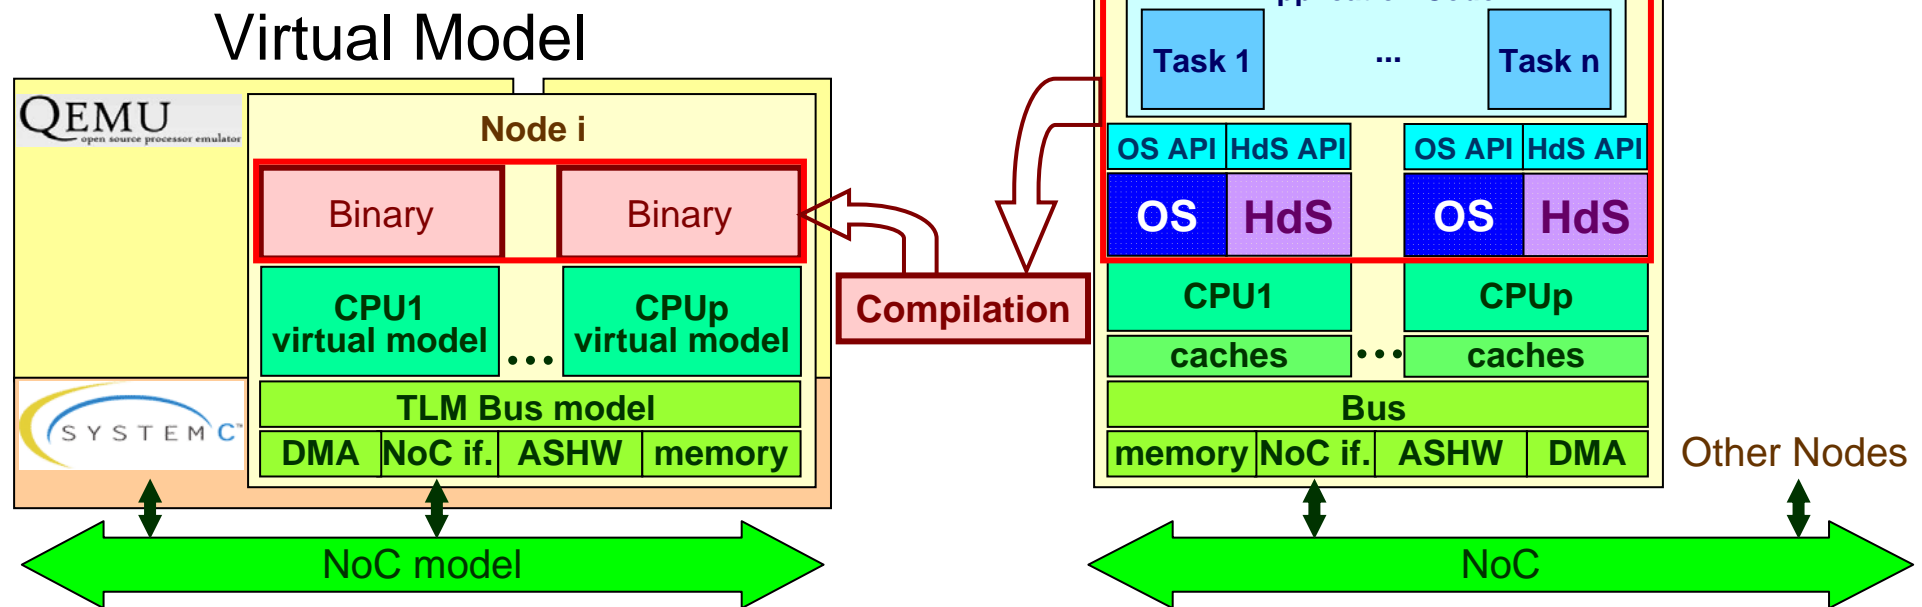 Virtual Model
QEMU
open source processor emulator
Node i
Binary
Binary
CPU1
virtual model
...
CPUp
virtual model
SYSTEM C™
TLM Bus model
DMA
NoC if.
ASHW
memory
NoC model
Compilation
Task 1
...
Task n
OS API
HdS API
OS API
HdS API
OS
HdS
OS
HdS
CPU1
CPUp
caches
...
caches
Bus
memory
NoC if.
ASHW
DMA
Other Nodes
NoC